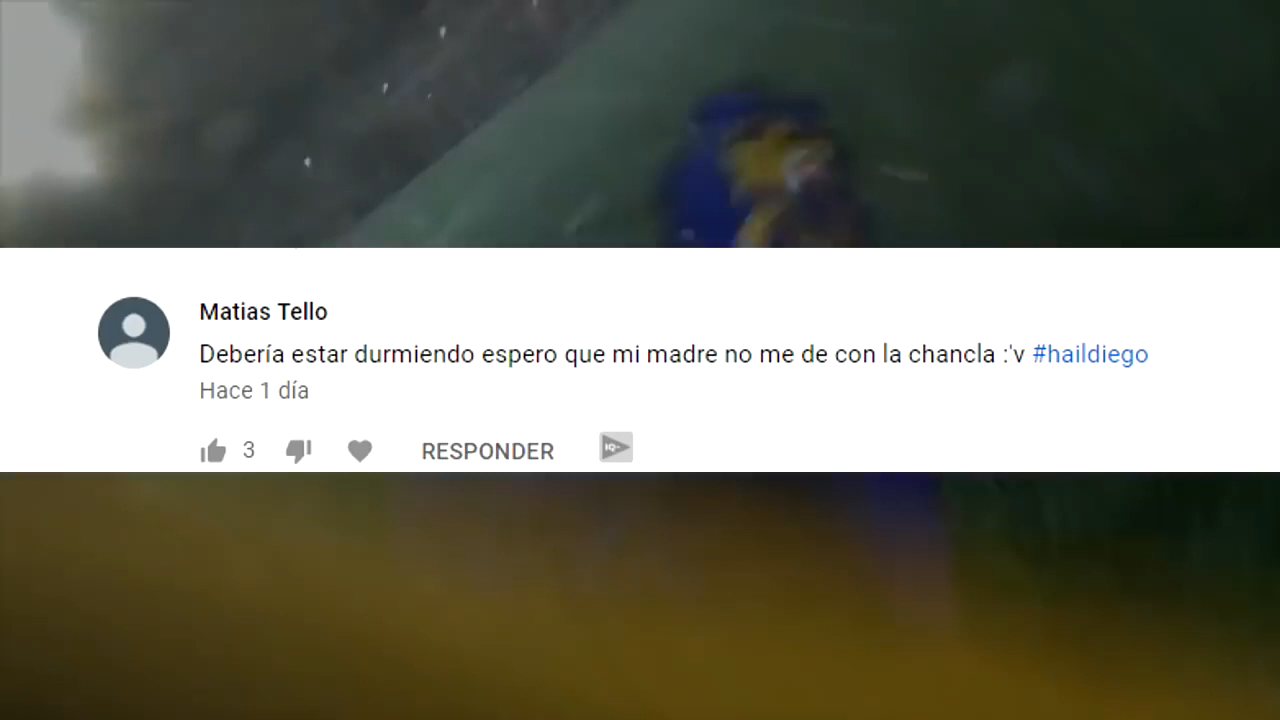 Matias Tello
Debería estar durmiendo espero que mi madre no me de con la chancla :'v #haildiego
Hace 1 día
3 RESPONDER